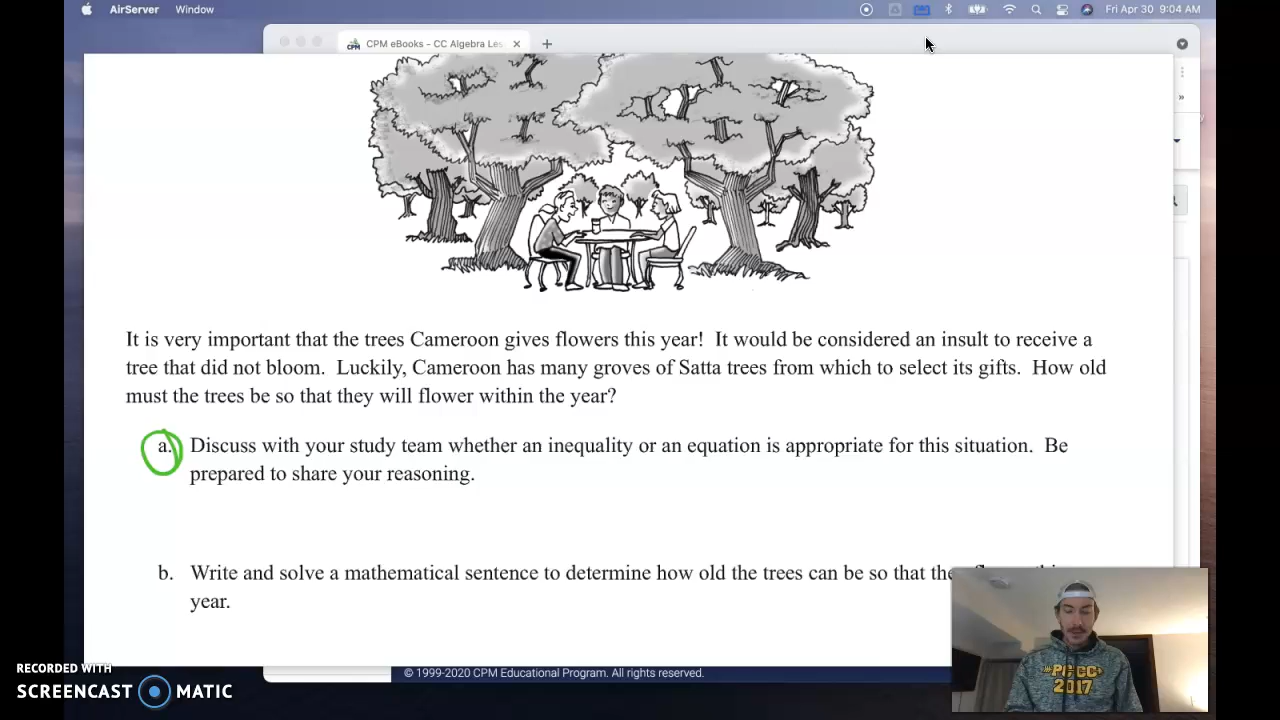 AirServer Window Fri Apr 30 9:04 AM
CPM eBooks - CC Algebra Les
It is very important that the trees Cameroon gives flowers this year! It would be considered an insult to receive a
tree that did not bloom. Luckily, Cameroon has many groves of Satta trees from which to select its gifts. How old
must the trees be so that they will flower within the year?
a. Discuss with your study team whether an inequality or an equation is appropriate for this situation. Be
prepared to share your reasoning.
b. Write and solve a mathematical sentence to determine how old the trees can be so that
year.
© 1999-2020 CPM Educational Program. All rights reserved.
PGCC
2017
RECORDED WITH
SCREENCAST MATIC